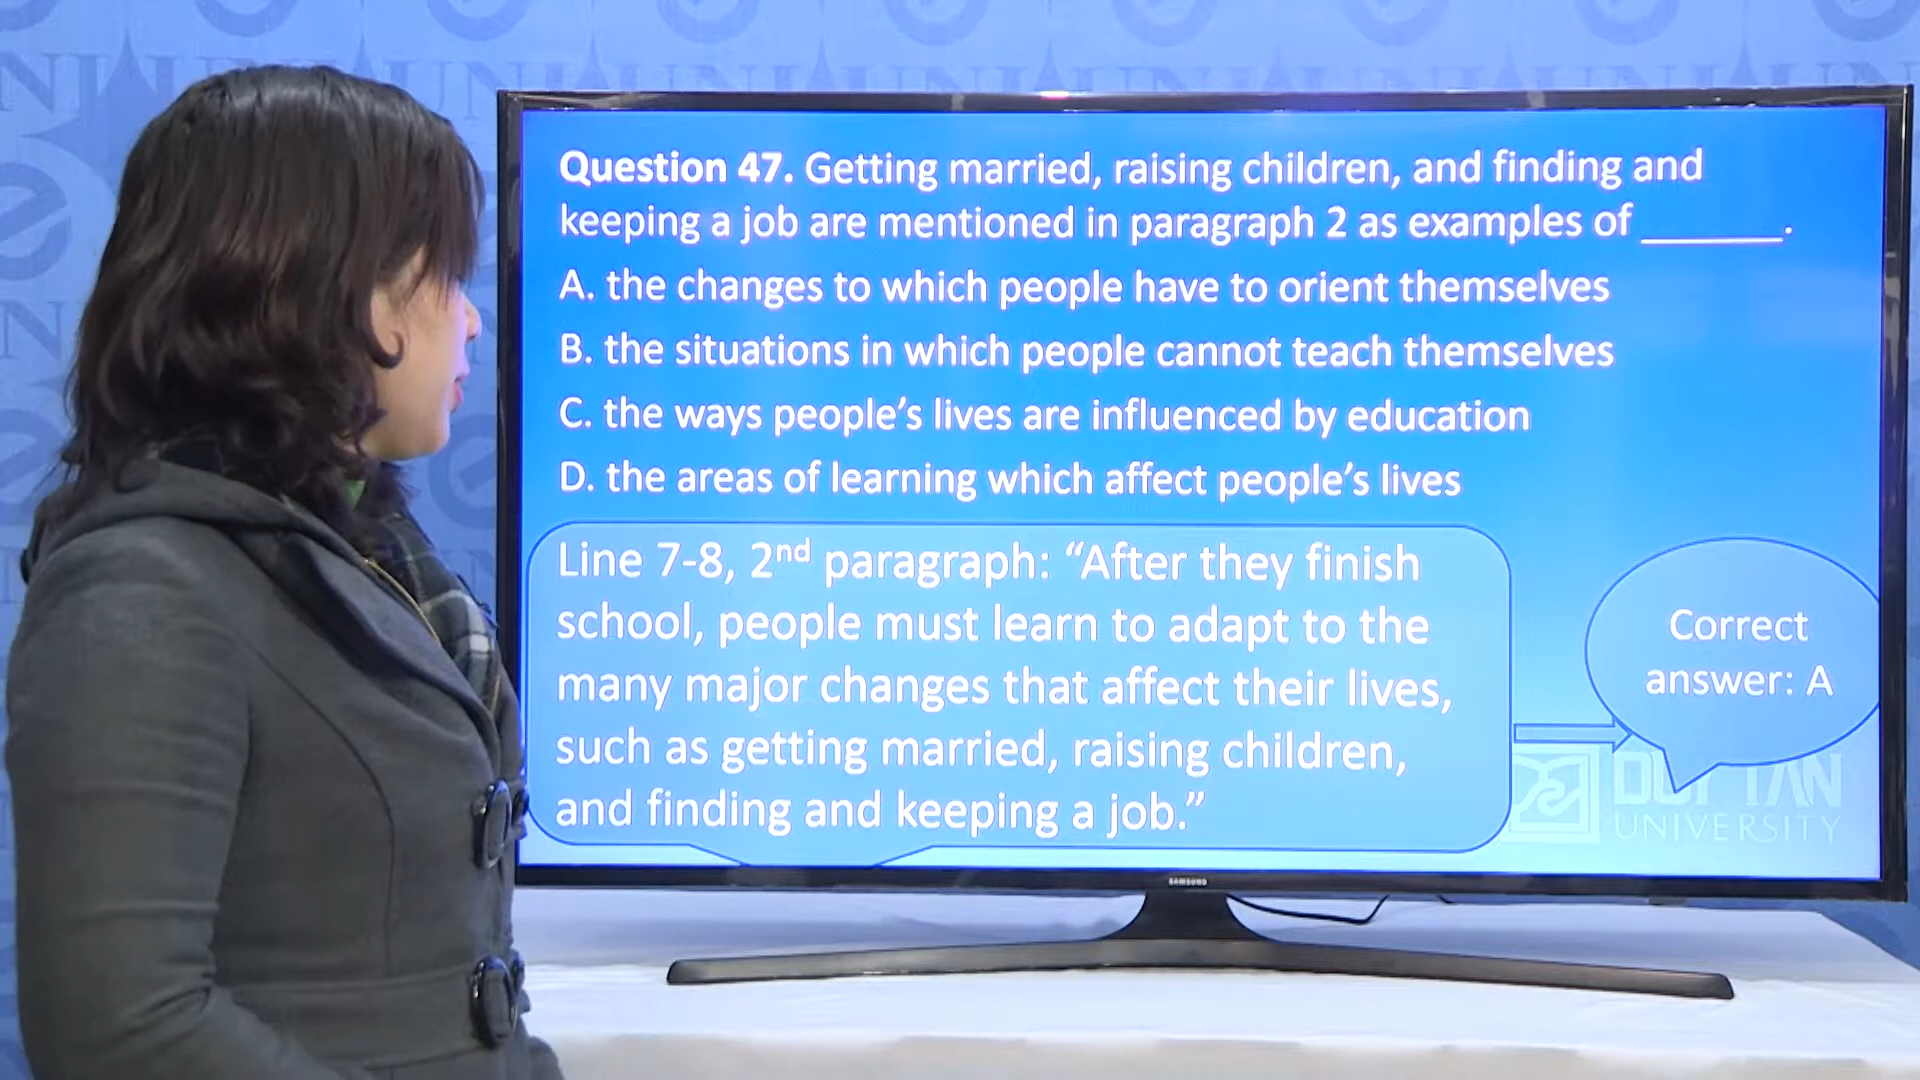 Question 47. Getting married, raising children, and finding and
keeping a job are mentioned in paragraph 2 as examples of ______.
A. the changes to which people have to orient themselves
B. the situations in which people cannot teach themselves
C. the ways people’s lives are influenced by education
D. the areas of learning which affect people’s lives
Line 7-8, 2nd paragraph: “After they finish
school, people must learn to adapt to the
many major changes that affect their lives,
such as getting married, raising children,
and finding and keeping a job.”
Correct
answer: A
UNIVERSITY
SAMSUNG